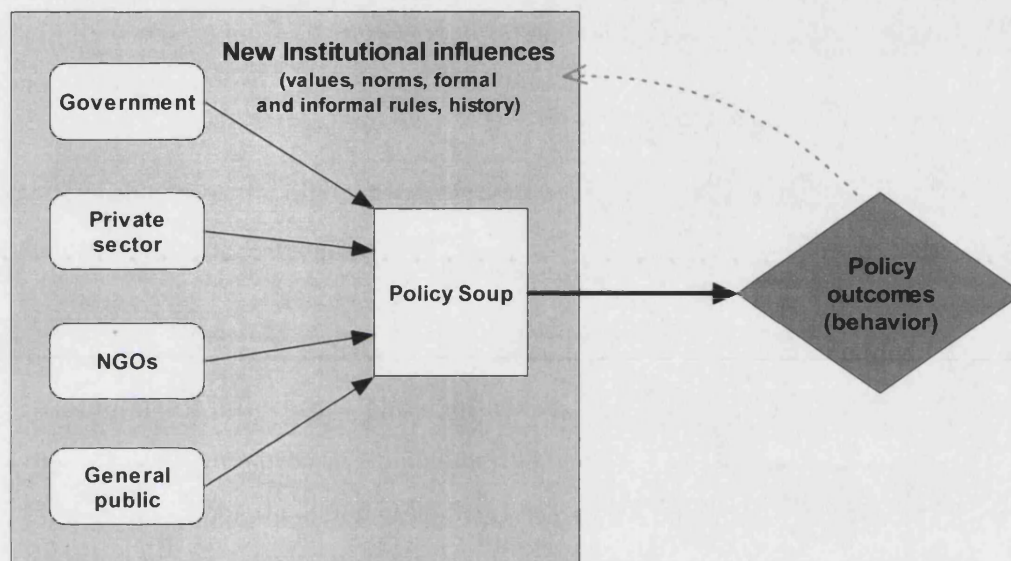 New Institutional influences
(values, norms, formal
and informal rules, history)
Government
Private
sector
NGOs
General
public
Policy Soup
Policy
outcomes
(behavior)